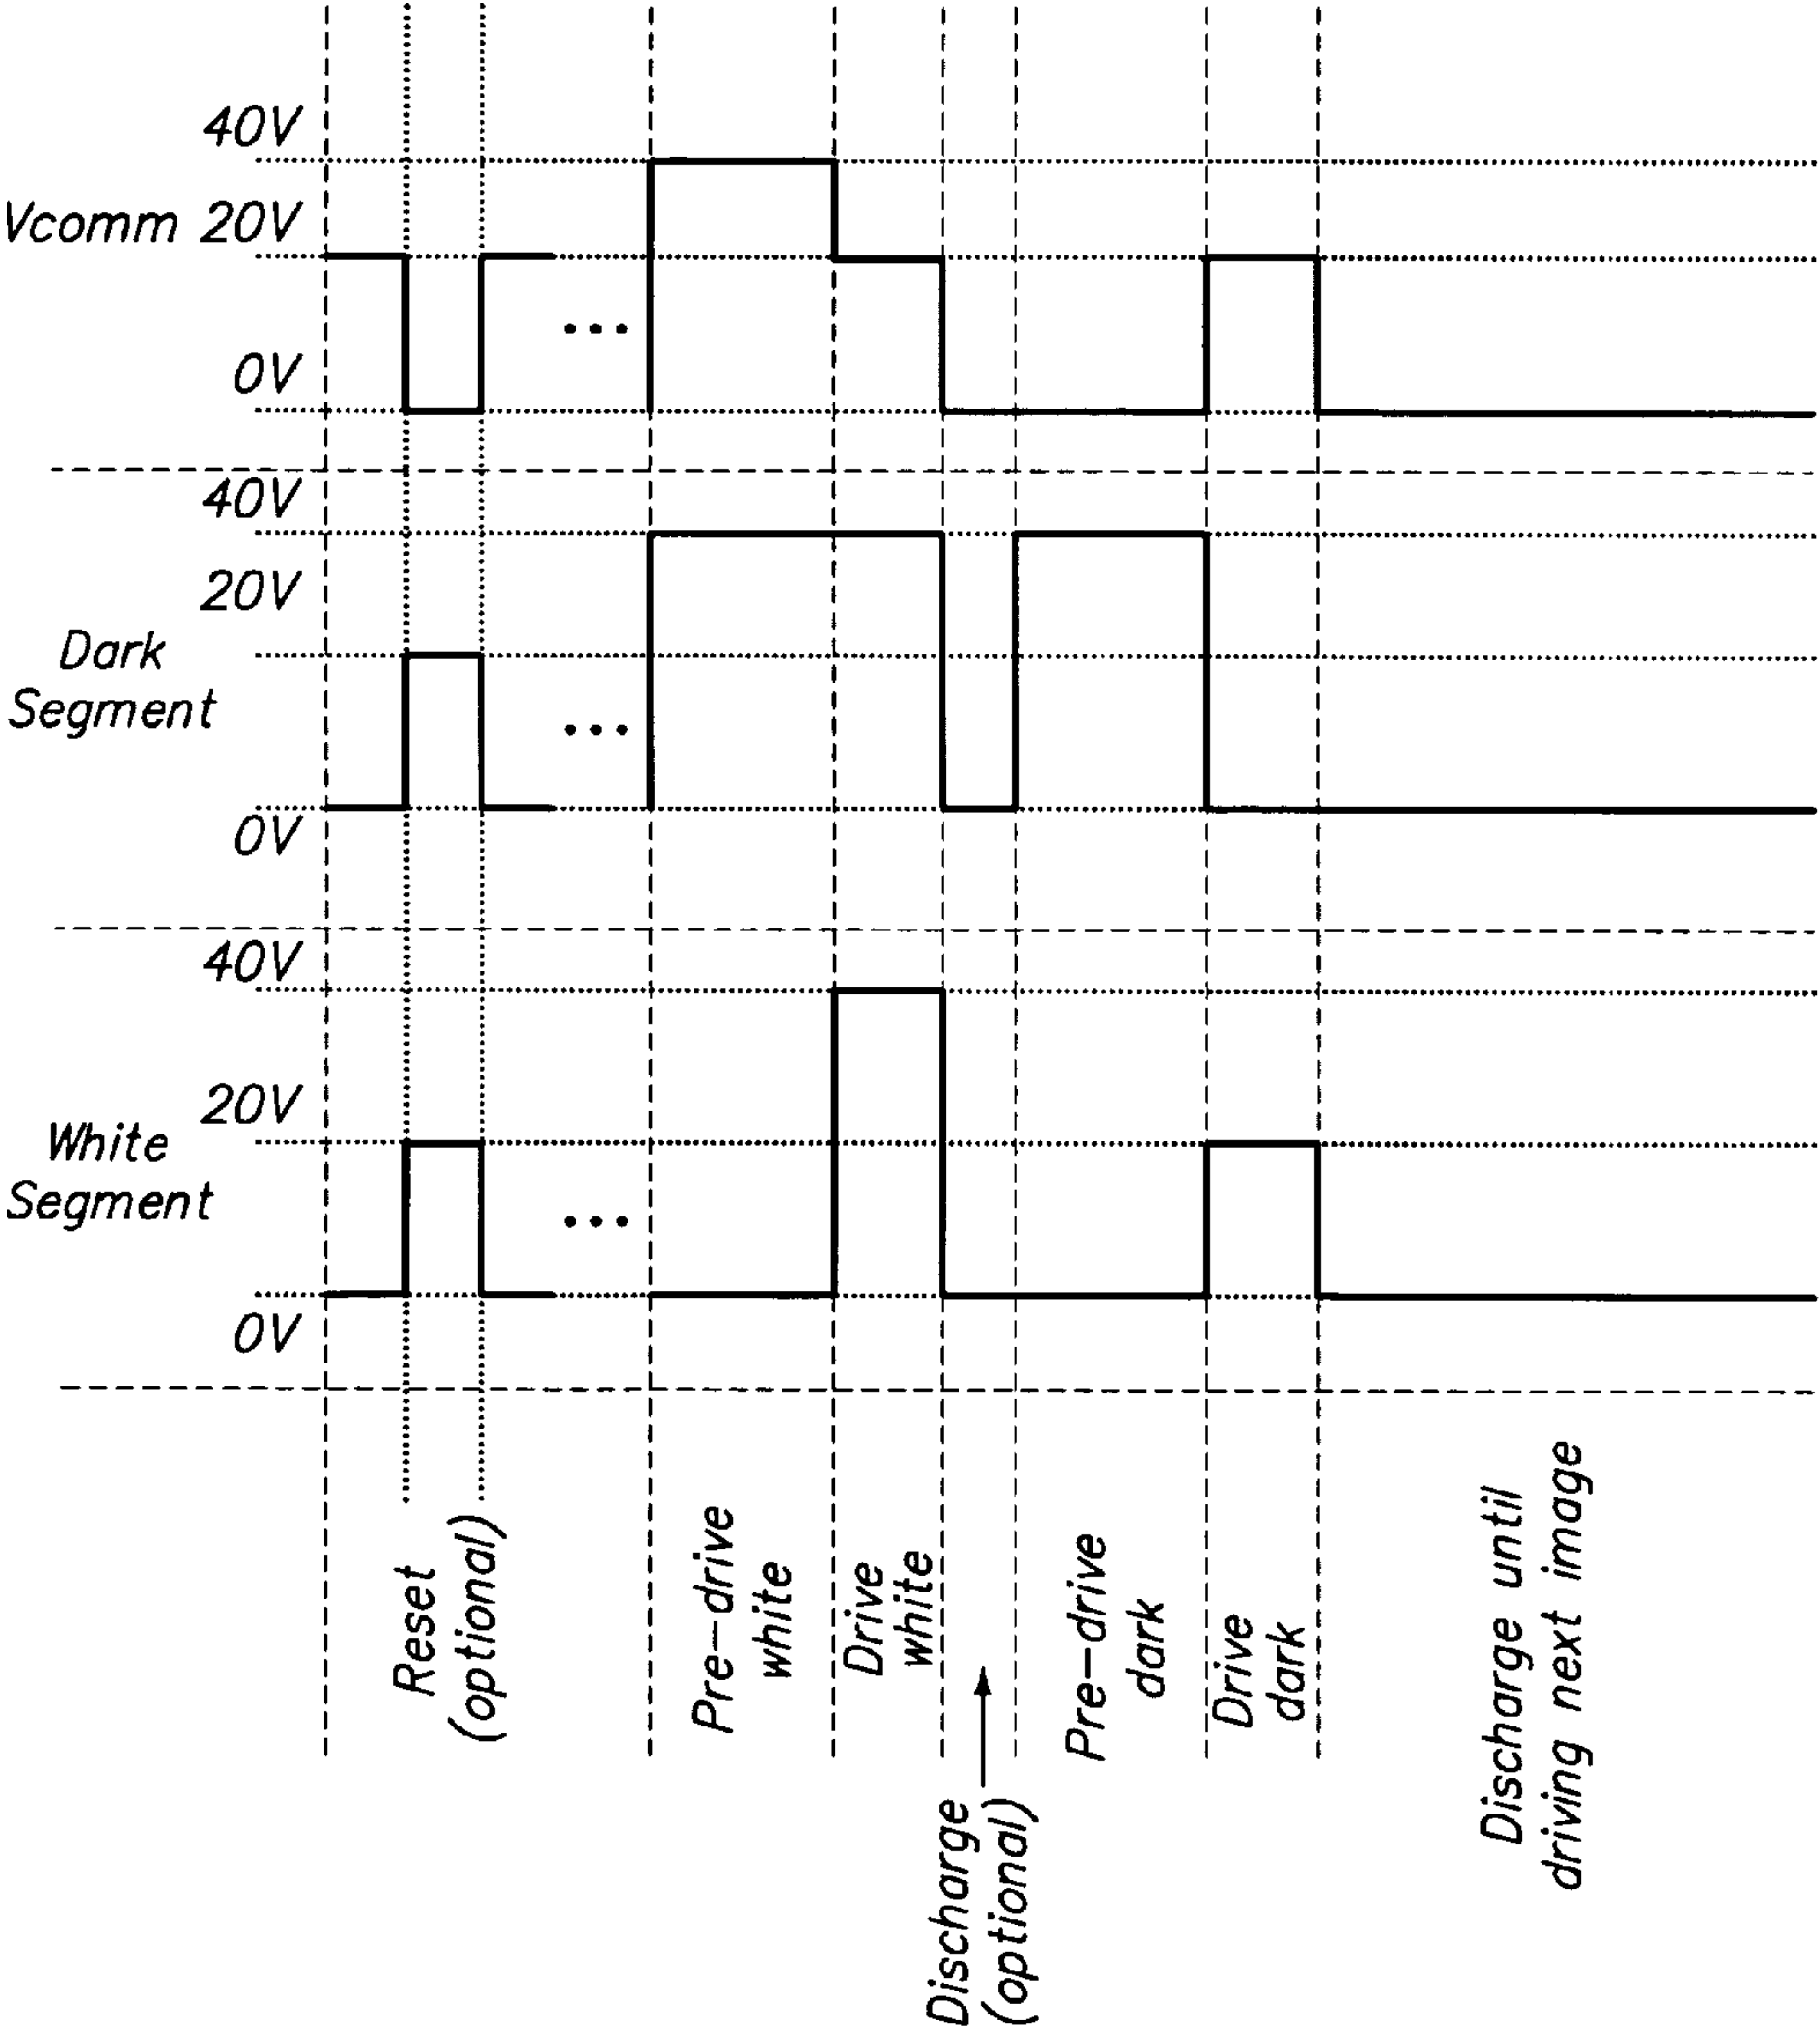 40V
Vcomm 20V
0V
40V
20V
Dark
Segment
0V
40V
20V
White
Segment
0V
Reset
(optional)
Pre-drive
white
Drive
white
Discharge
(optional)
Pre-drive
dark
Drive
dark
Discharge until
driving next image